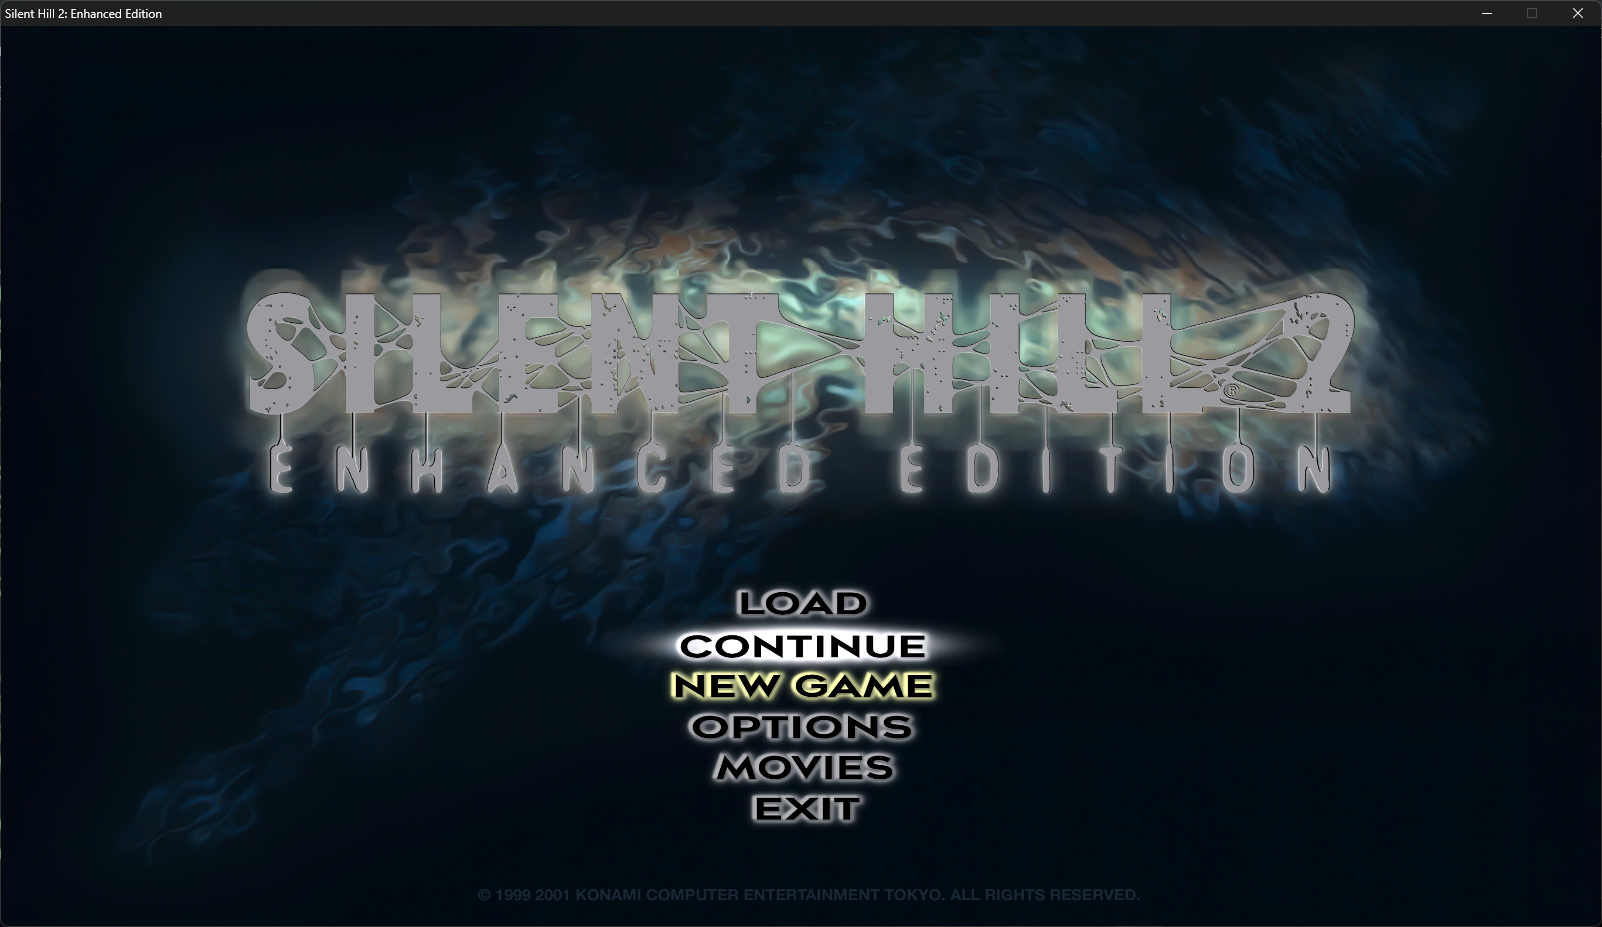 Silent Hill 2: Enhanced Edition
SILENT HILL 2 ®
ENHANCED EDITION
LOAD
CONTINUE
NEW GAME
OPTIONS
MOVIES
EXIT
© 1999 2001 KONAMI COMPUTER ENTERTAINMENT TOKYO. ALL RIGHTS RESERVED.